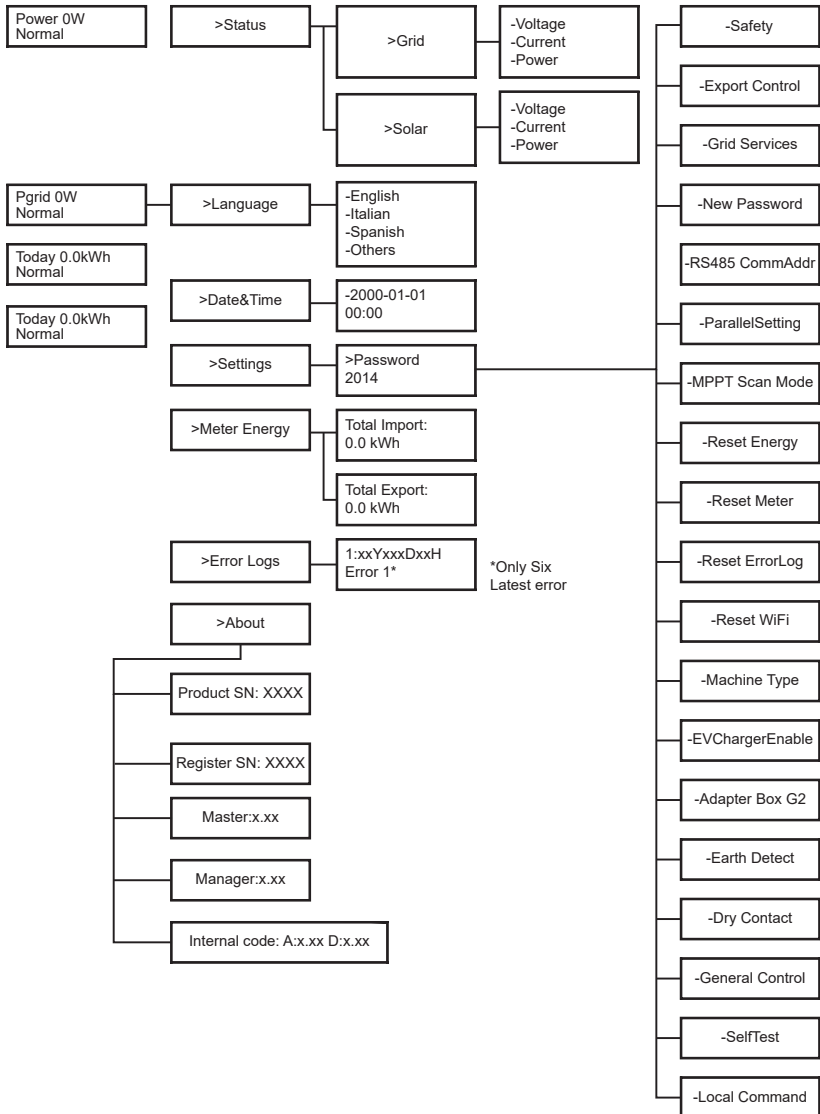 Power 0W
Normal
>Status
>Grid
-Voltage
-Current
-Power
>Solar
-Voltage
-Current
-Power
Pgrid 0W
Normal
>Language
-English
-Italian
-Spanish
-Others
Today 0.0kWh
Normal
Today 0.0kWh
Normal
>Date&Time
-2000-01-01
00:00
>Settings
>Password
2014
>Meter Energy
Total Import:
0.0 kWh
Total Export:
0.0 kWh
>Error Logs
1:xxYxxxDxxH
Error 1*
*Only Six
Latest error
>About
Product SN: XXXX
Register SN: XXXX
Master:x.xx
Manager:x.xx
Internal code: A:x.xx D:x.xx
-Safety
-Export Control
-Grid Services
-New Password
-RS485 CommAddr
-ParallelSetting
-MPPT Scan Mode
-Reset Energy
-Reset Meter
-Reset ErrorLog
-Reset WiFi
-Machine Type
-EVChargerEnable
-Adapter Box G2
-Earth Detect
-Dry Contact
-General Control
-SelfTest
-Local Command